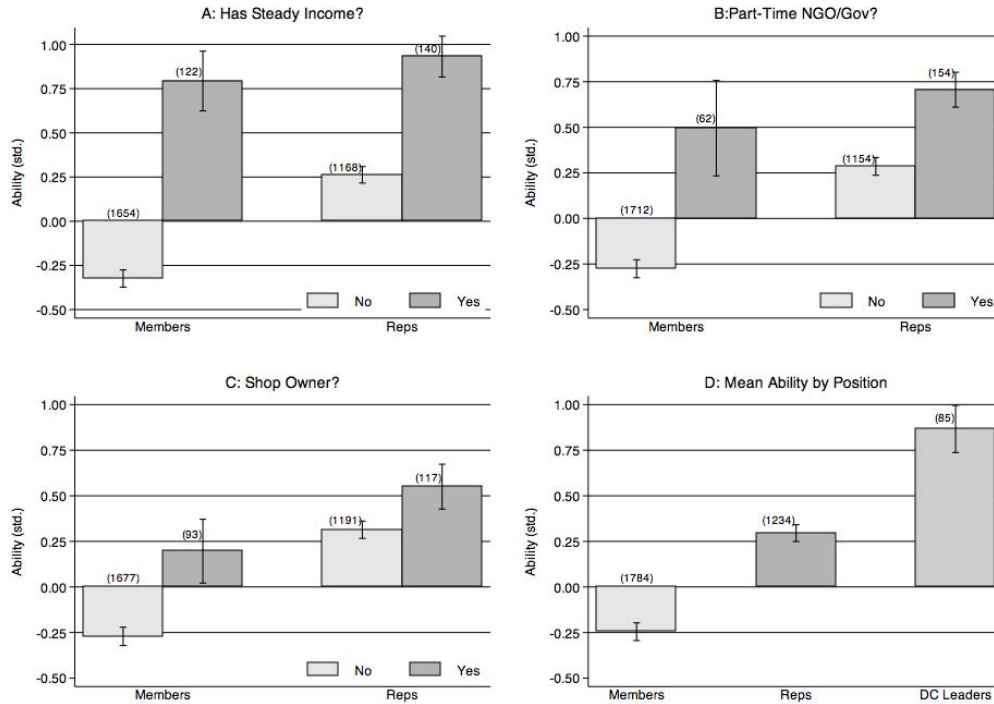 A: Has Steady Income?
Ability (std.)
1.00
0.75
0.50
0.25
0.00
-0.25
-0.50
(1654)
(122)
(1168)
(140)
No Yes
Members Reps
B:Part-Time NGO/Gov?
Ability (std.)
1.00
0.75
0.50
0.25
0.00
-0.25
-0.50
(1712)
(62)
(1154)
(154)
No Yes
Members Reps
C: Shop Owner?
Ability (std.)
1.00
0.75
0.50
0.25
0.00
-0.25
-0.50
(1677)
(93)
(1191)
(117)
No Yes
Members Reps
D: Mean Ability by Position
Ability (std.)
1.00
0.75
0.50
0.25
0.00
-0.25
-0.50
(1784)
(1234)
(85)
Members Reps DC Leaders